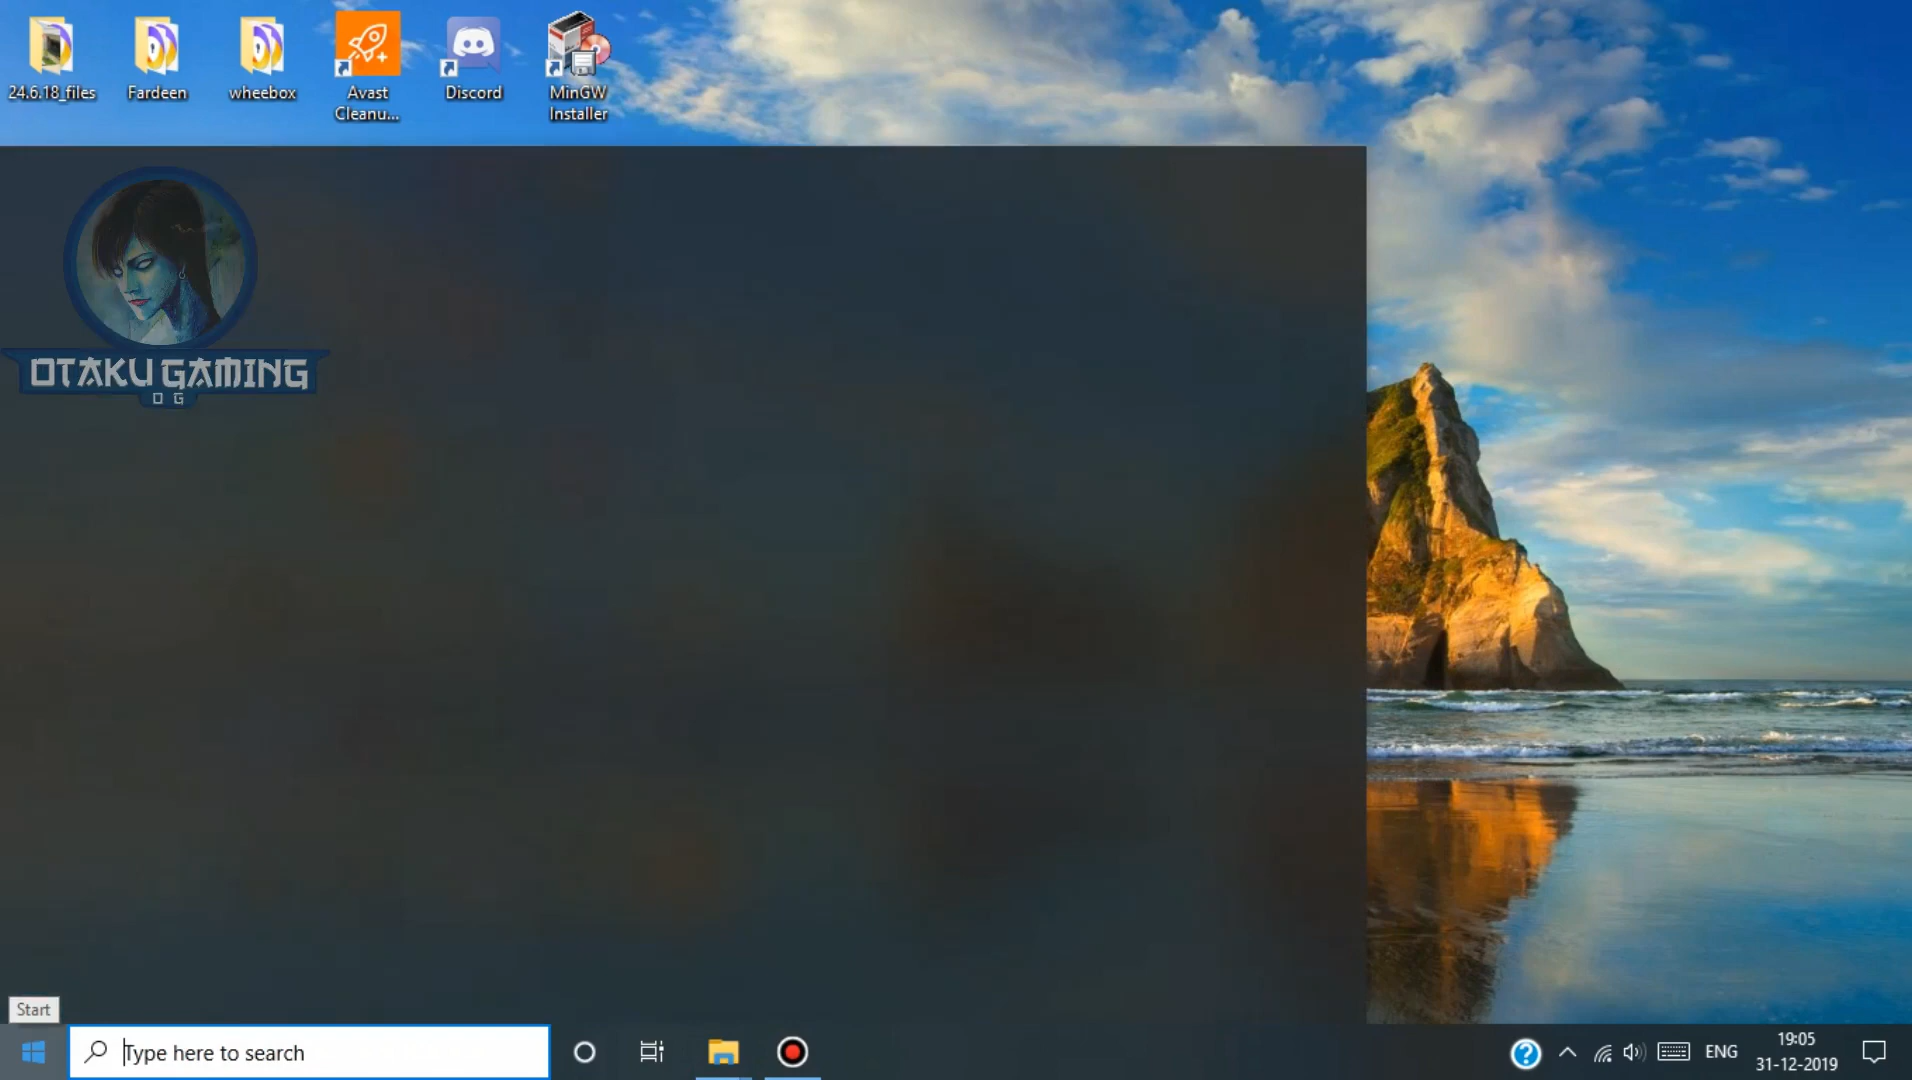 24.6.18_files
Fardeen
wheebox
Avast
Cleanu...
Discord
MinGW
Installer
OTAKU GAMING
OG
Start
Type here to search
ENG
19:05
31-12-2019